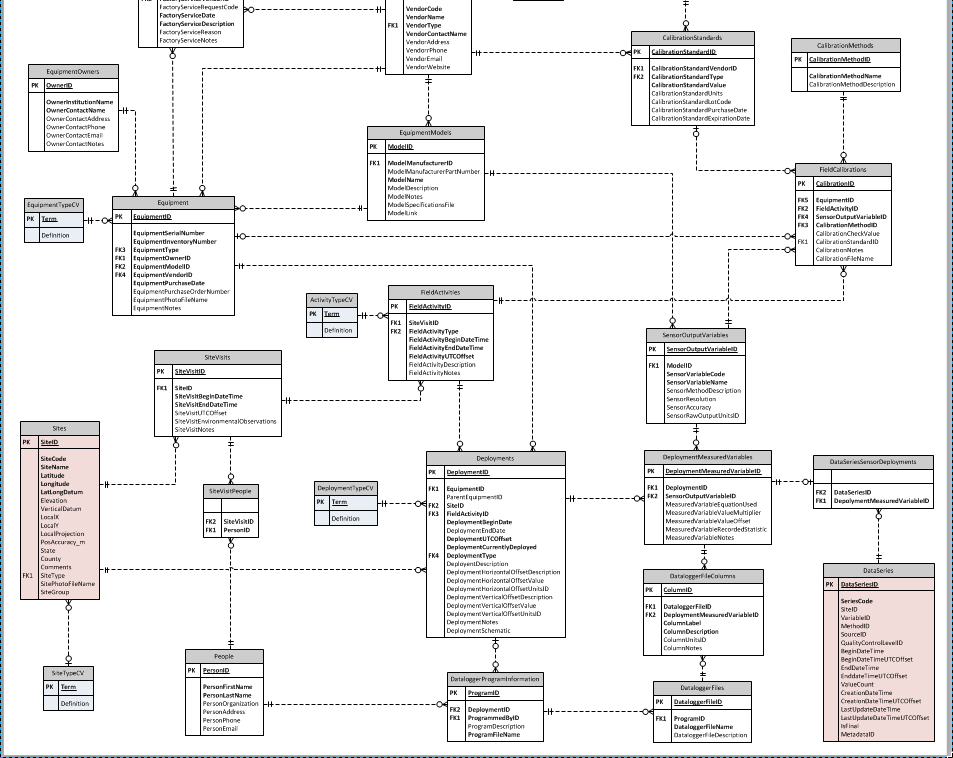 FactoryServiceRequestCode
FactoryServiceDate
FactoryServiceDescription
FactoryServiceReason
FactoryServiceNotes
VendorCode
VendorName
FK1 VendorType
VendorContactName
VendorAddress
VendorPhone
VendorEmail
VendorWebsite
CalibrationStandards
PK CalibrationStandardID
FK1 CalibrationStandardVendorID
FK2 CalibrationStandardType
CalibrationStandardValue
CalibrationStandardUnits
CalibrationStandardLotCode
CalibrationStandardPurchaseDate
CalibrationStandardExpirationDate
CalibrationMethods
PK CalibrationMethodID
CalibrationMethodName
CalibrationMethodDescription
EquipmentOwners
PK OwnerID
OwnerInstitutionName
OwnerContactName
OwnerContactAddress
OwnerContactPhone
OwnerContactEmail
OwnerContactNotes
EquipmentModels
PK ModelID
FK1 ModelManufacturerID
ModelManufacturerPartNumber
ModelName
ModelDescription
ModelNotes
ModelSpecificationsFile
ModelLink
FieldCalibrations
PK CalibrationID
FK5 EquipmentID
FK2 FieldActivityID
FK4 SensorOutputVariableID
FK3 CalibrationMethodID
CalibrationCheckValue
FK1 CalibrationStandardID
CalibrationNotes
CalibrationFileName
EquipmentTypeCV
PK Term
Definition
Equipment
PK EquipmentID
EquipmentSerialNumber
EquipmentInventoryNumber
FK3 EquipmentType
FK1 EquipmentOwnerID
FK2 EquipmentModelID
FK4 EquipmentVendorID
EquipmentPurchaseDate
EquipmentPurchaseOrderNumber
EquipmentPhotoFileName
EquipmentNotes
ActivityTypeCV
PK Term
Definition
FieldActivities
PK FieldActivityID
FK1 SiteVisitID
FK2 FieldActivityType
FieldActivityBeginDateTime
FieldActivityEndDateTime
FieldActivityUTCOffset
FieldActivityDescription
FieldActivityNotes
SensorOutputVariables
PK SensorOutputVariableID
FK1 ModelID
SensorVariableCode
SensorVariableName
SensorMethodDescription
SensorResolution
SensorAccuracy
SensorRawOutputUnitsID
SiteVisits
PK SiteVisitID
FK1 SiteID
SiteVisitBeginDateTime
SiteVisitEndDateTime
SiteVisitUTCOffset
SiteVisitEnvironmentalObservations
SiteVisitNotes
Sites
PK SiteID
SiteCode
SiteName
Latitude
Longitude
LatLongDatum
Elevation
VerticalDatum
LocalX
LocalY
LocalProjection
PosAccuracy_m
State
County
Comments
FK1 SiteType
SitePhotoFileName
SiteGroup
SiteVisitPeople
FK2 SiteVisitID
FK1 PersonID
DeploymentTypeCV
PK Term
Definition
Deployments
PK DeploymentID
FK1 EquipmentID
ParentEquipmentID
FK2 SiteID
FK3 FieldActivityID
DeploymentBeginDate
DeploymentEndDate
DeploymentUTCOffset
DeploymentCurrentlyDeployed
FK4 DeploymentType
DeploymentDescription
DeploymentHorizontalOffsetDescription
DeploymentHorizontalOffsetValue
DeploymentHorizontalOffsetUnitsID
DeploymentVerticalOffsetDescription
DeploymentVerticalOffsetValue
DeploymentVerticalOffsetUnitsID
DeploymentNotes
DeploymentSchematic
DeploymentMeasuredVariables
PK DeploymentMeasuredVariableID
FK1 DeploymentID
FK2 SensorOutputVariableID
MeasuredVariableEquationUsed
MeasuredVariableValueMultiplier
MeasuredVariableValueOffset
MeasuredVariableRecordedStatistic
MeasuredVariableNotes
DataSeriesSensorDeployments
FK2 DataSeriesID
FK1 DepolymentMeasuredVariableID
DataloggerFileColumns
PK ColumnID
FK1 DataloggerFileID
FK2 DeploymentMeasuredVariableID
ColumnLabel
ColumnDescription
ColumnUnitsID
ColumnNotes
DataSeries
PK DataSeriesID
SeriesCode
SiteID
VariableID
MethodID
SourceID
QualityControlLevelID
BeginDateTime
BeginDateTimeUTCOffset
EndDateTime
EnddateTimeUTCOffset
ValueCount
CreationDateTime
CreationDateTimeUTCOffset
LastUpdateDateTime
LastUpdateDateTimeUTCOffset
IsFinal
MetadataID
SiteTypeCV
PK Term
Definition
People
PK PersonID
PersonFirstName
PersonLastName
PersonOrganization
PersonAddress
PersonPhone
PersonEmail
DataloggerProgramInformation
PK ProgramID
FK2 DeploymentID
FK1 ProgrammedByID
ProgramDescription
ProgramFileName
DataloggerFiles
PK DataloggerFileID
FK1 ProgramID
DataloggerFileName
DataloggerFileDescription